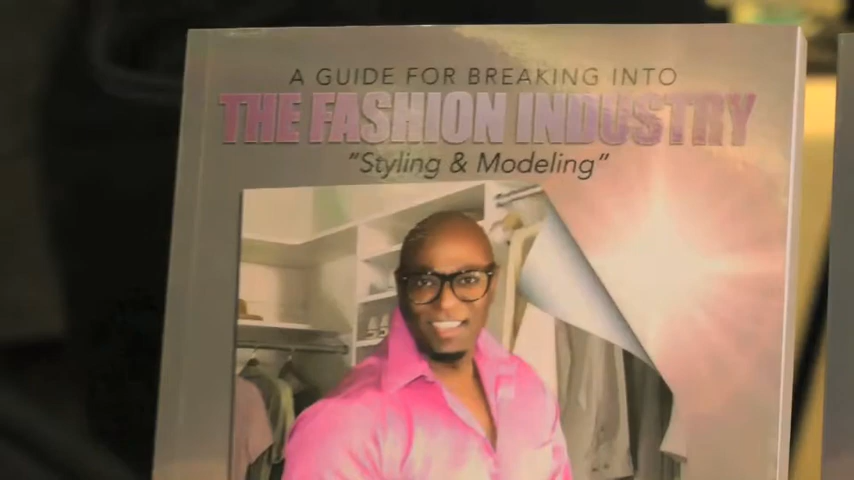 A GUIDE FOR BREAKING INTO
THE FASHION INDUSTRY
"Styling & Modeling"